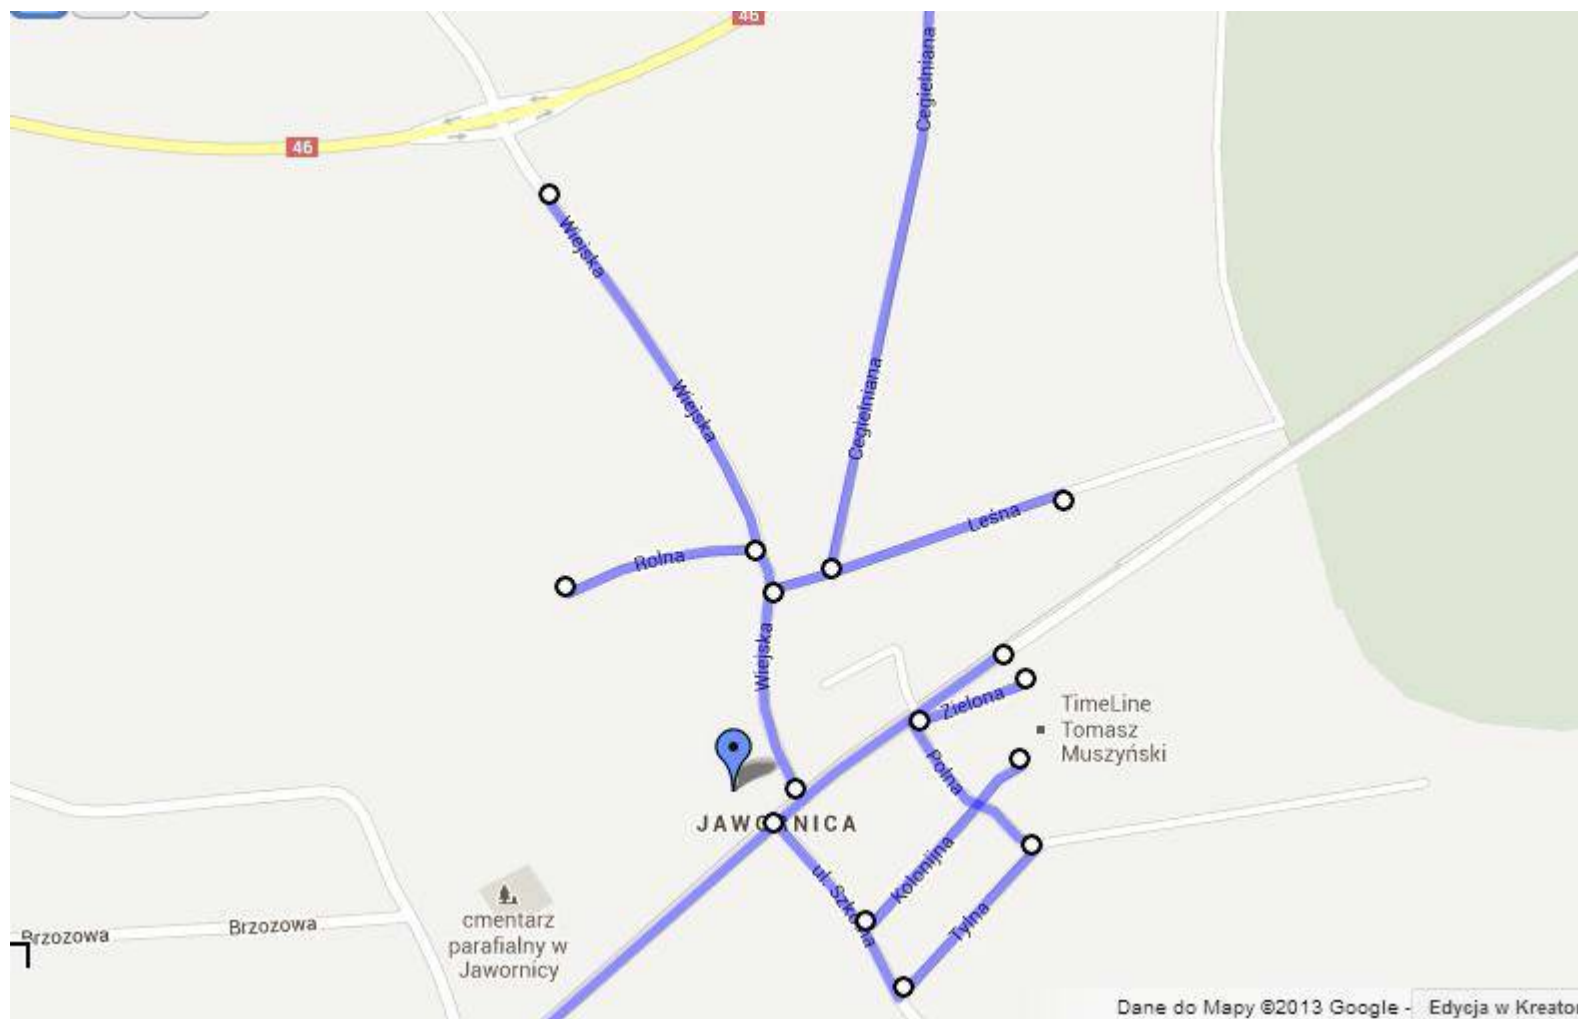 46
Cegielniana
46
Wiejska
Wiejska
Cegielniana
Leśna
Rolna
Wiejska
Zielona
TimeLine
Tomasz
Muszyński
Polna
JAWORNICA
ul. Szkolna
Kolonijna
cmentarz
parafialny w
Jawornicy
Brzozowa
Brzozowa
Tylna
Dane do Mapy ©2013 Google - Edycja w Kreator